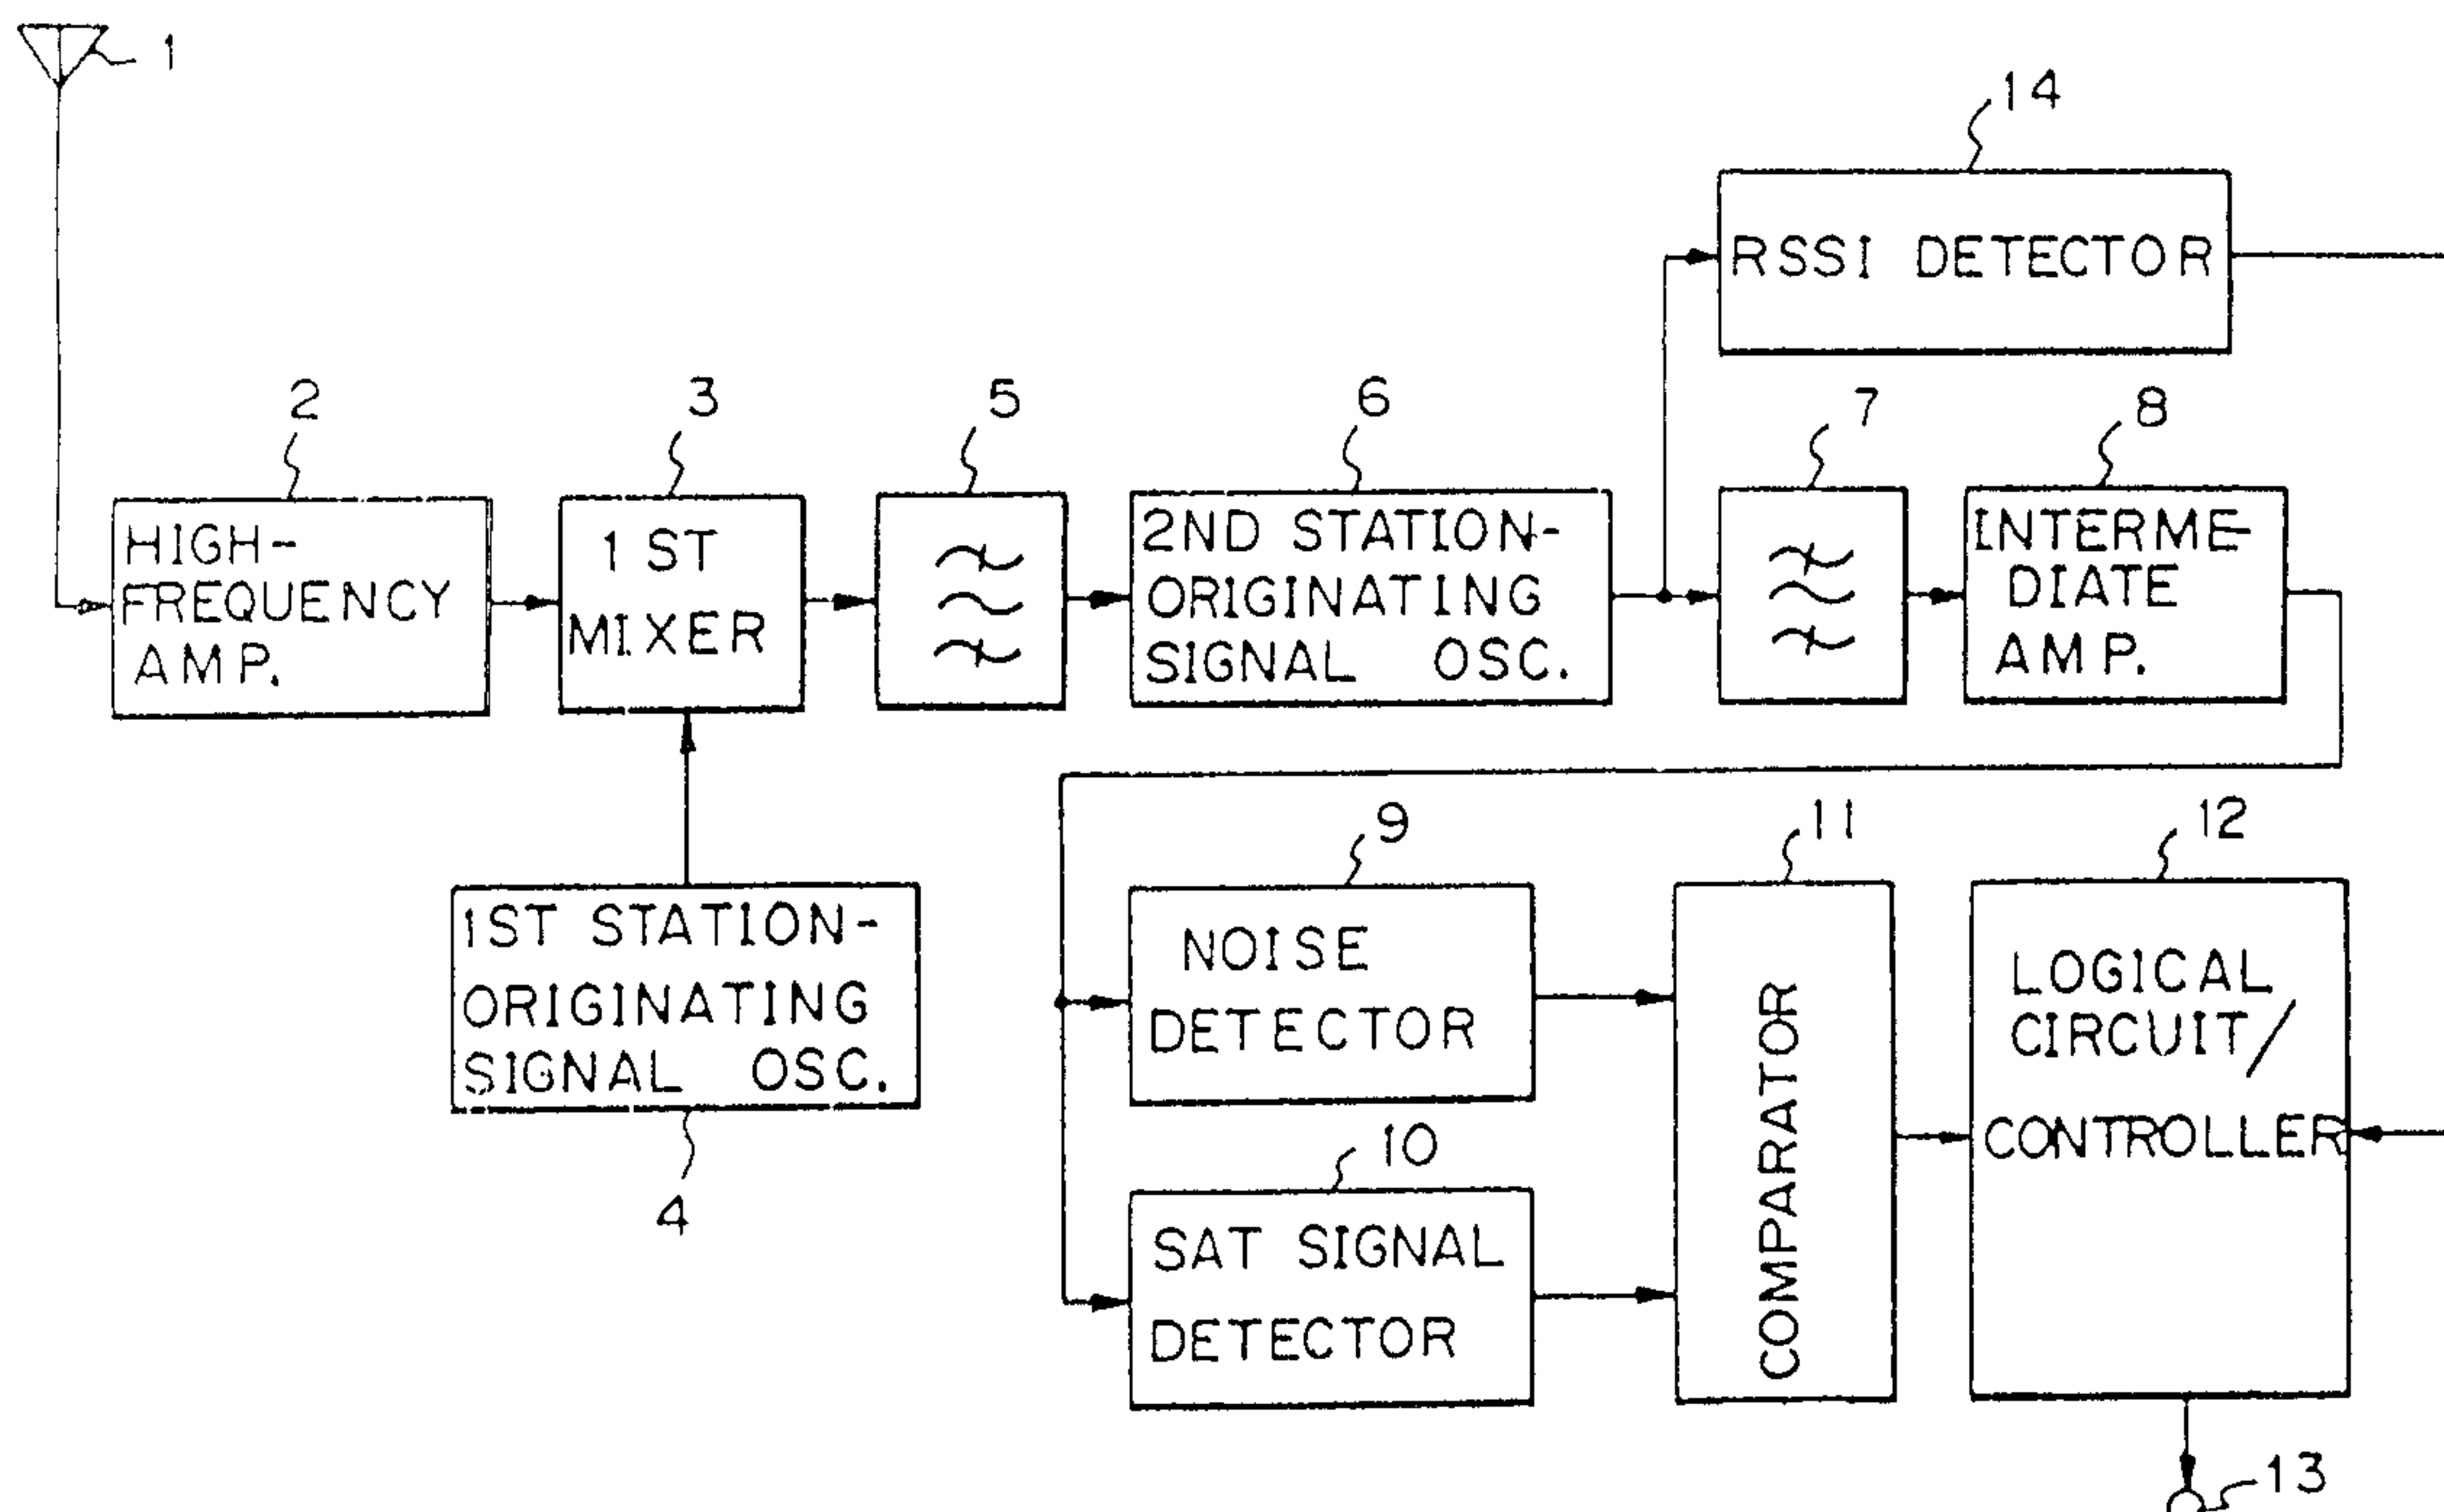 1
14
RSSI DETECTOR
2
3
5
6
7
8
HIGH-
FREQUENCY
AMP.
1ST
MIXER
2ND STATION-
ORIGINATING
SIGNAL OSC.
INTERME-
DIATE
AMP.
1ST STATION-
ORIGINATING
SIGNAL OSC.
4
9
NOISE
DETECTOR
10
SAT SIGNAL
DETECTOR
11
COMPARATOR
12
LOGICAL
CIRCUIT/
CONTROLLER
13